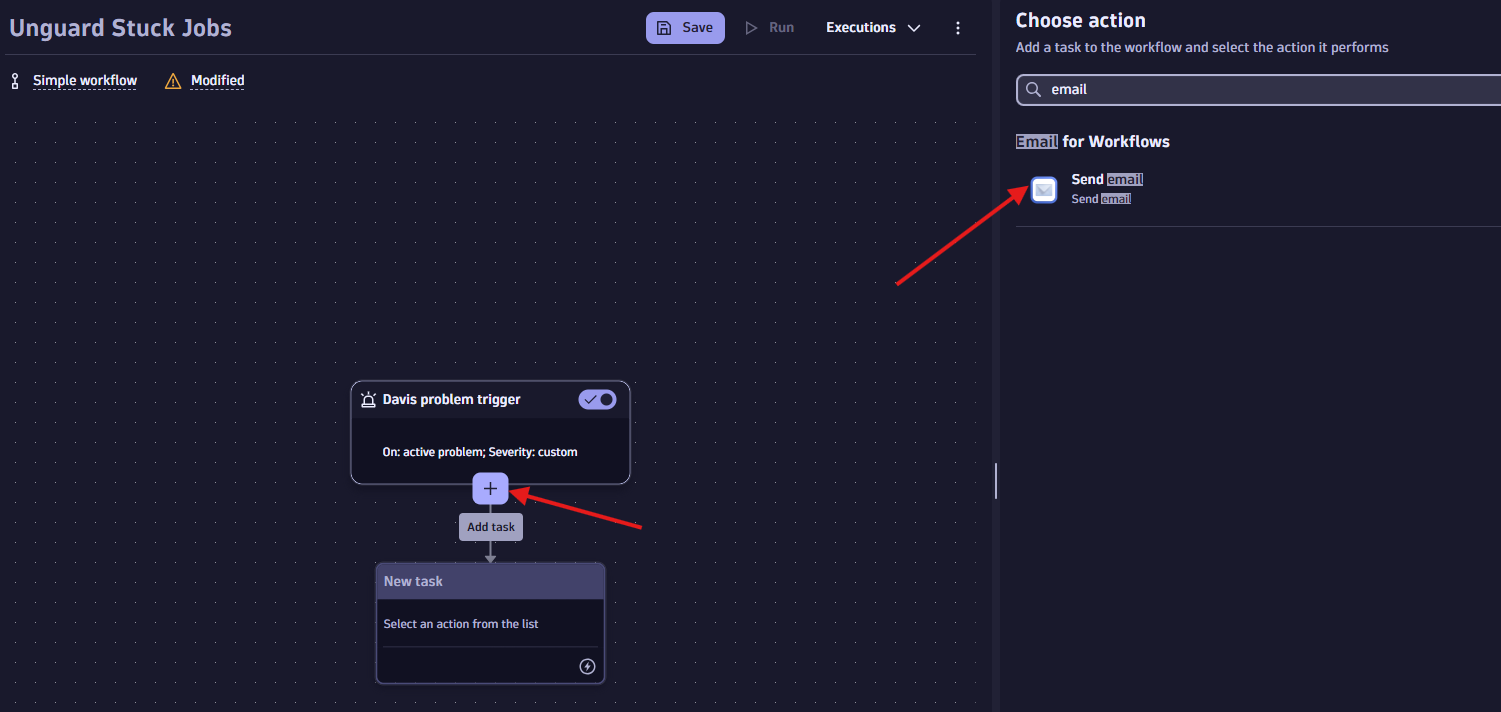 Unguard Stuck Jobs
Save
Run
Executions
Simple workflow
Modified
Davis problem trigger
On: active problem; Severity: custom
Add task
New task
Select an action from the list
Choose action
Add a task to the workflow and select the action it performs
email
Email for Workflows
Send email
Send email